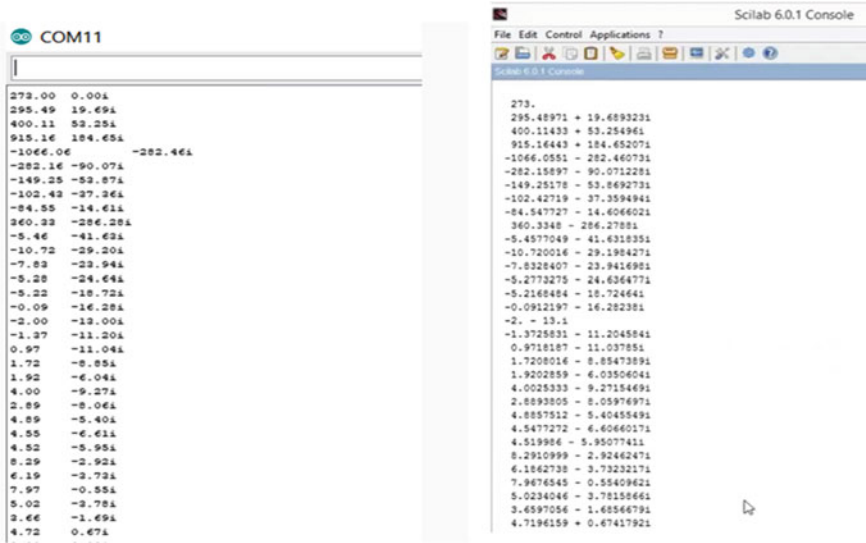 COM11
273.00 0.00i
295.49 19.69i
400.11 53.25i
915.16 184.65i
-1066.06 -282.46i
-282.16 -90.07i
-149.25 -53.87i
-102.43 -37.36i
-84.55 -14.61i
360.33 -286.28i
-5.46 -41.63i
-10.72 -29.20i
-7.83 -23.94i
-5.28 -24.64i
-5.22 -18.72i
-0.09 -16.28i
-2.00 -13.00i
-1.37 -11.20i
0.97 -11.04i
1.72 -8.85i
1.92 -6.04i
4.00 -9.27i
2.89 -8.06i
4.89 -5.40i
4.55 -6.61i
4.52 -5.95i
8.29 -2.92i
6.19 -3.73i
7.97 -0.55i
5.02 -3.78i
3.66 -1.69i
4.72 0.67i
Scilab 6.0.1 Console
File Edit Control Applications ?
Scilab 6.0.1 Console
273.
295.48971 + 19.689323i
400.11433 + 53.25496i
915.16443 + 184.65207i
-1066.0551 - 282.46073i
-282.15897 - 90.071228i
-149.25178 - 53.869273i
-102.42719 - 37.359494i
-84.547727 - 14.606602i
360.3348 - 286.2788i
-5.4577049 - 41.631835i
-10.720016 - 29.198427i
-7.8328407 - 23.941698i
-5.2773275 - 24.636477i
-5.2168484 - 18.724641
-0.0912197 - 16.28238i
-2. - 13.i
-1.3725831 - 11.204584i
0.9718187 - 11.03785i
1.7208016 - 8.8547389i
1.9202859 - 6.0350604i
4.0025333 - 9.2715469i
2.8893805 - 8.0597697i
4.8857512 - 5.4045549i
4.5477272 - 6.6066017i
4.519986 - 5.9507741i
8.2910999 - 2.9246247i
6.1862738 - 3.7323217i
7.9676545 - 0.5540962i
5.0234046 - 3.7815866i
3.6597056 - 1.6856679i
4.7196159 + 0.6741792i